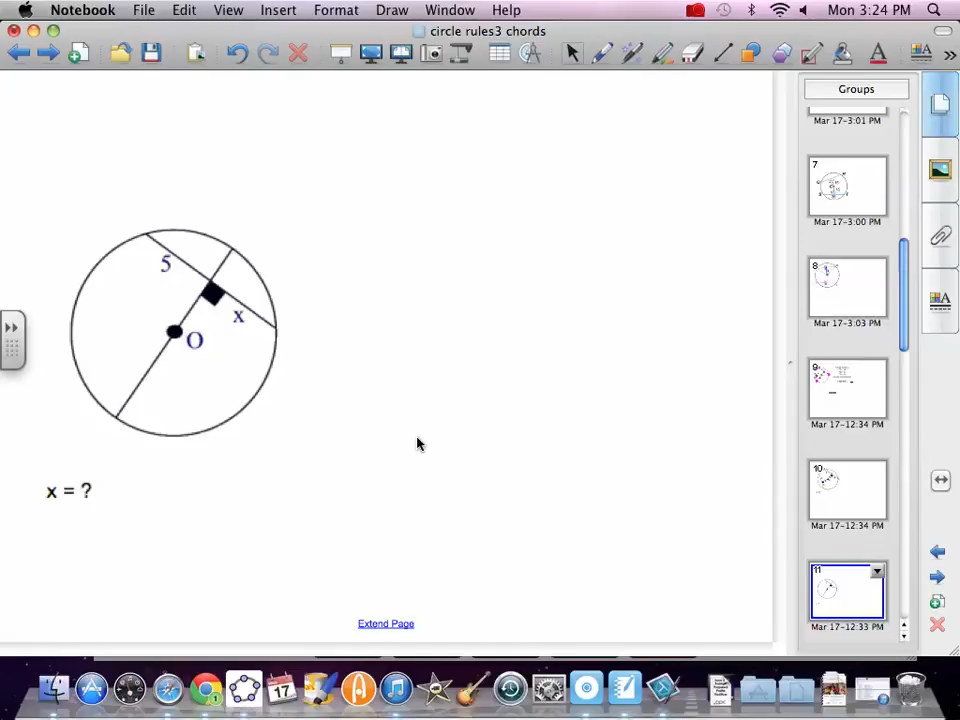 Notebook File Edit View Insert Format Draw Window Help Mon 3:24 PM
circle rules3 chords
Groups
Mar 17-3:01 PM
7
Mar 17-3:00 PM
8
Mar 17-3:03 PM
9
Mar 17-12:34 PM
10
Mar 17-12:34 PM
11
Mar 17-12:33 PM
5
x
O
x = ?
Extend Page
17